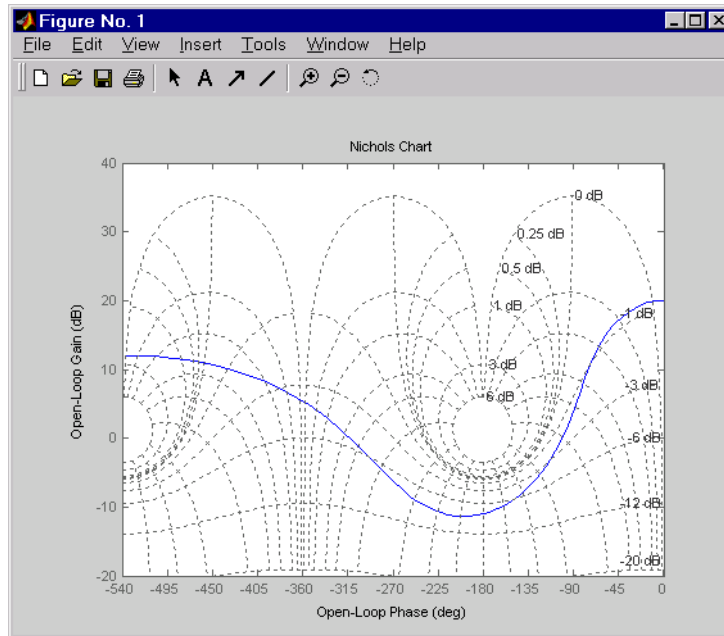 Figure No. 1
File Edit View Insert Tools Window Help
A
Nichols Chart
40
30
20
10
0
-10
-20
0 dB
0.25 dB
0.5 dB
1 dB
-1 dB
3 dB
-3 dB
6 dB
-6 dB
-12 dB
-20 dB
Open-Loop Gain (dB)
-540 -495 -450 -405 -360 -315 -270 -225 -180 -135 -90 -45 0
Open-Loop Phase (deg)